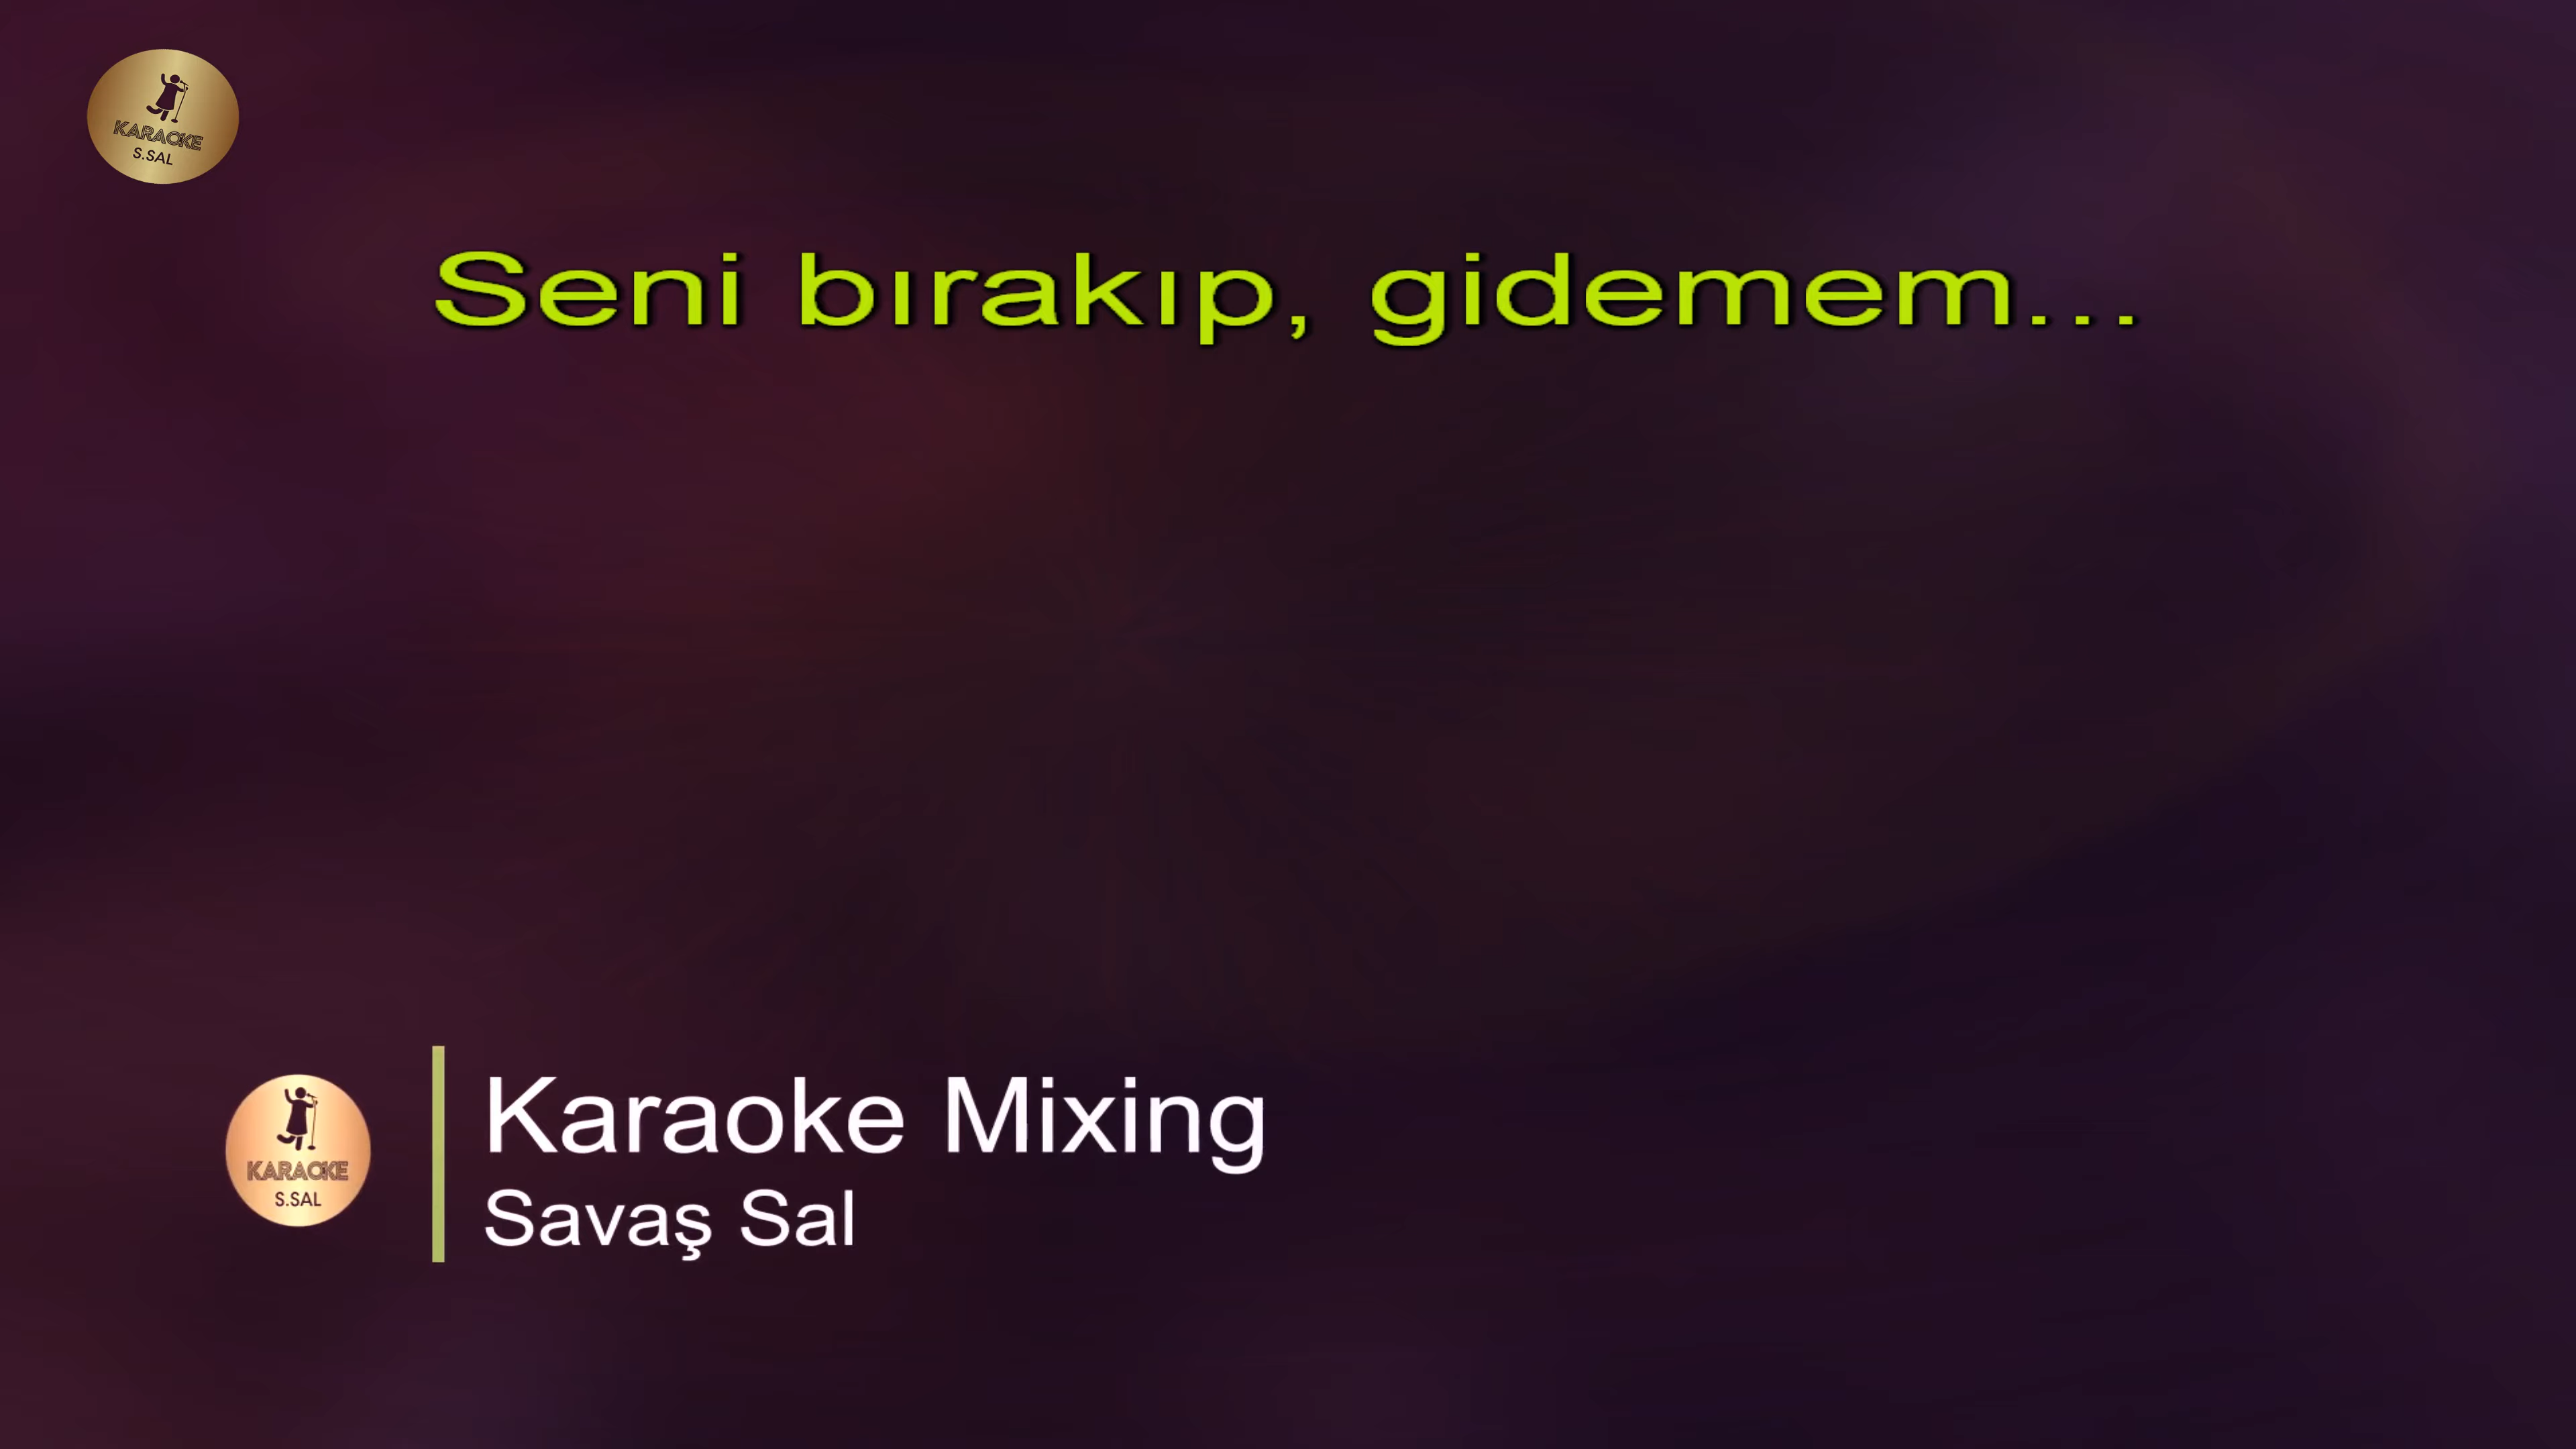 KARAOKE
S.SAL
Seni bırakıp, gidemem...
Karaoke Mixing
KARAOKE
S.SAL
Savaş Sal